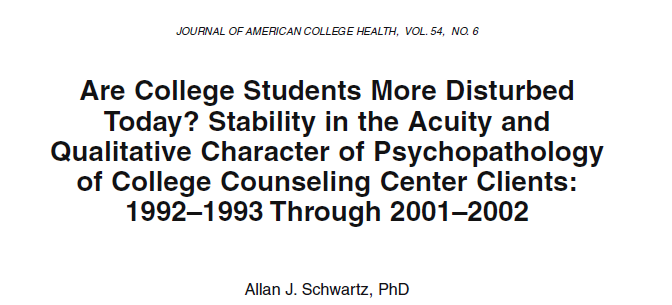 JOURNAL OF AMERICAN COLLEGE HEALTH, VOL. 54, NO. 6
Are College Students More Disturbed
Today? Stability in the Acuity and
Qualitative Character of Psychopathology
of College Counseling Center Clients:
1992–1993 Through 2001–2002
Allan J. Schwartz, PhD